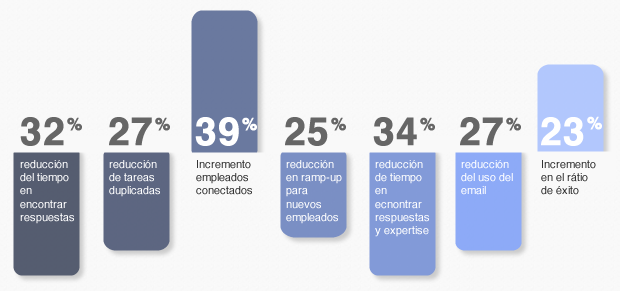 32%
reducción
del tiempo
en
encontrar
respuestas
27%
reducción
de tareas
duplicadas
39%
Incremento
empleados
conectados
25%
reducción
en ramp-up
para
nuevos
empleados
34%
reducción
de tiempo
en
ecnontrar
respuestas
y expertise
27%
reducción
del uso del
email
23%
Incremento
en el rátio
de éxito